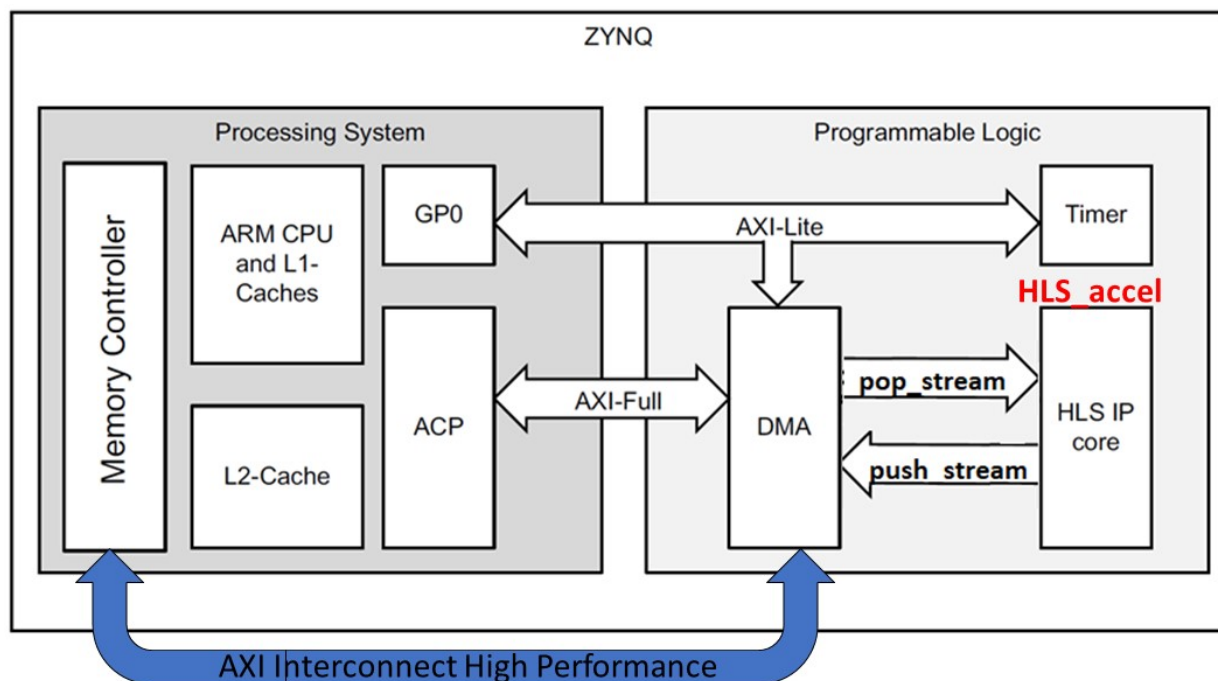 ZYNQ
Processing System
Programmable Logic
Memory Controller
ARM CPU
and L1-
Caches
GP0
AXI-Lite
Timer
HLS_accel
L2-Cache
ACP
AXI-Full
DMA
pop_stream
push_stream
HLS IP
core
AXI Interconnect High Performance